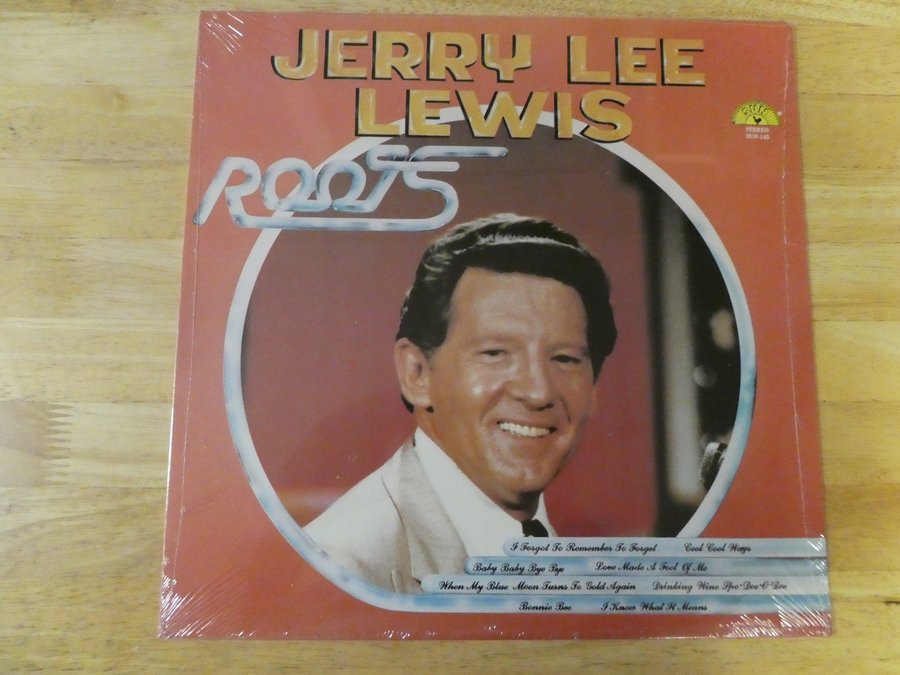 JERRY LEE
LEWIS
SUN
STEREO
SUN-145
ROOTS
I Forgot To Remember To Forget Cool Cool Ways
Baby Baby Bye Bye Love Made A Fool Of Me
When My Blue Moon Turns To Gold Again Drinking Wine Spo-Dee-O-Dee
Bonnie Bee I Know What It Means